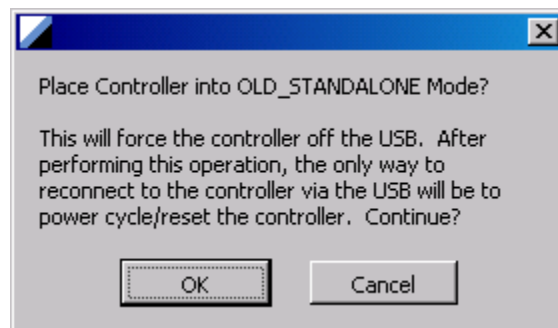 Place Controller into OLD_STANDALONE Mode?
This will force the controller off the USB.  After
performing this operation, the only way to
reconnect to the controller via the USB will be to
power cycle/reset the controller.  Continue?
OK
Cancel